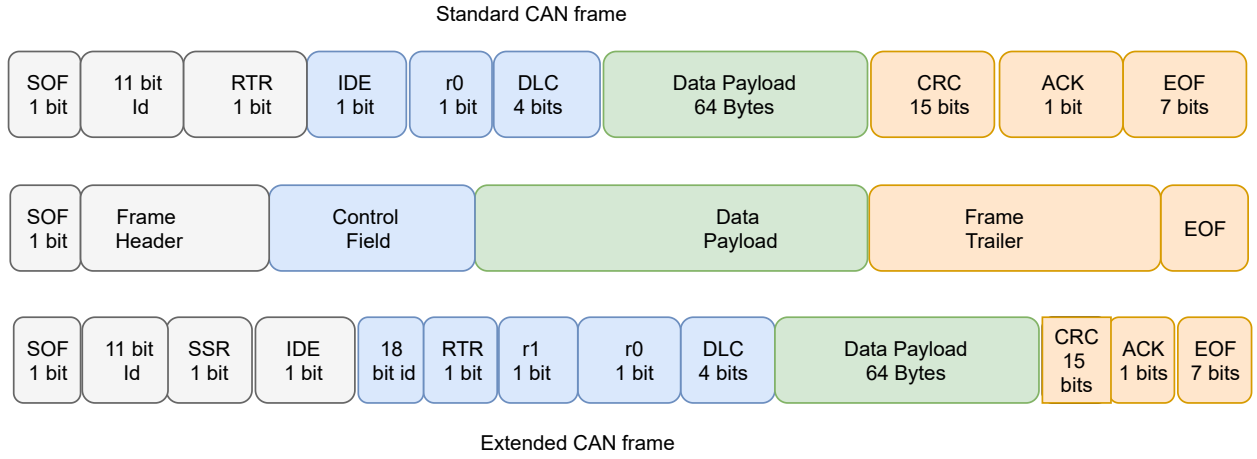 Standard CAN frame
SOF
1 bit
11 bit
Id
RTR
1 bit
IDE
1 bit
r0
1 bit
DLC
4 bits
Data Payload
64 Bytes
CRC
15 bits
ACK
1 bit
EOF
7 bits
SOF
1 bit
Frame
Header
Control
Field
Data
Payload
Frame
Trailer
EOF
SOF
1 bit
11 bit
Id
SSR
1 bit
IDE
1 bit
18
bit id
RTR
1 bit
r1
1 bit
r0
1 bit
DLC
4 bits
Data Payload
64 Bytes
CRC
15
bits
ACK
1 bits
EOF
7 bits
Extended CAN frame